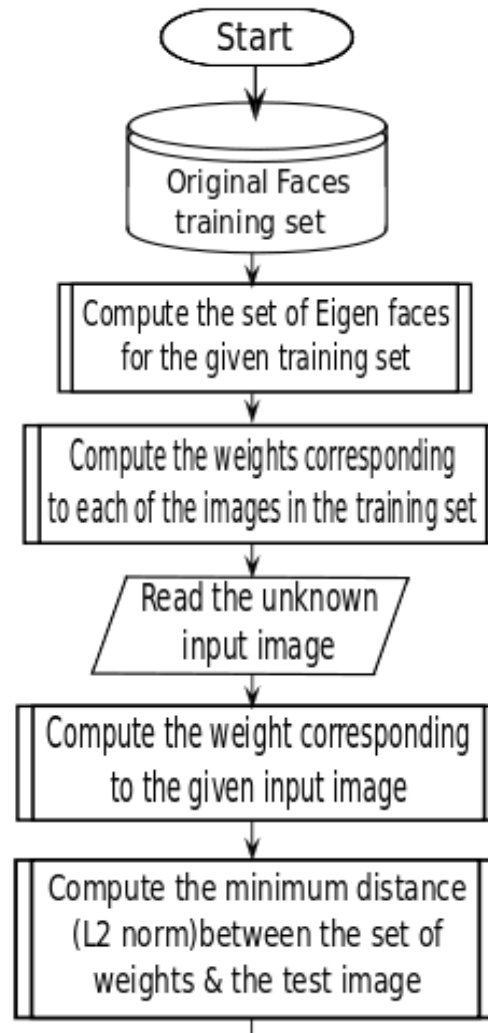 Start
Original Faces
training set
Compute the set of Eigen faces
for the given training set
Compute the weights corresponding
to each of the images in the training set
Read the unknown
input image
Compute the weight corresponding
to the given input image
Compute the minimum distance
(L2 norm)between the set of
weights & the test image